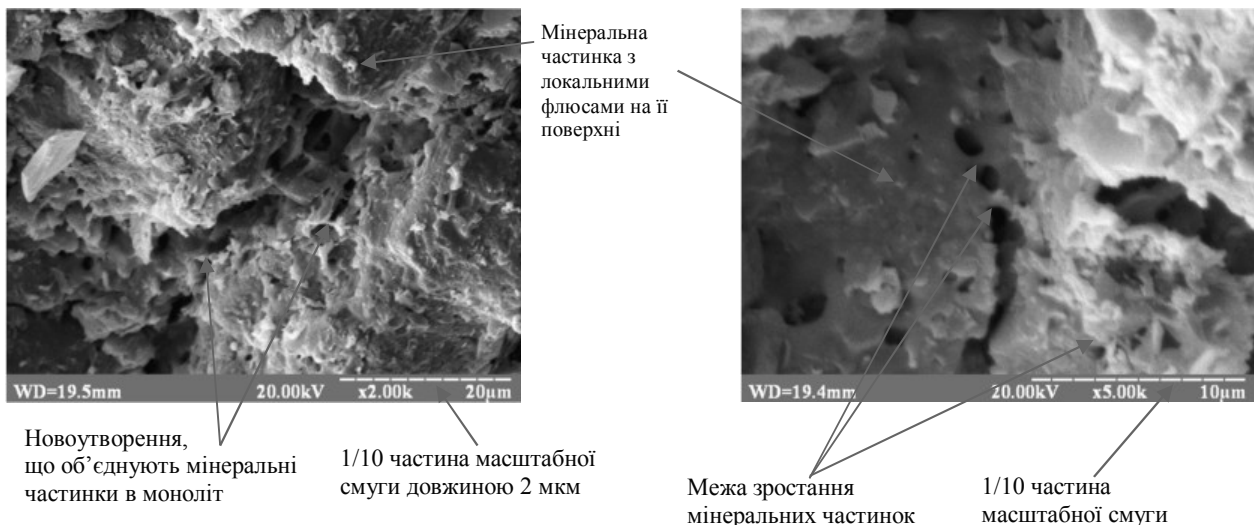 Мінеральна
частинка з
локальними
флюсами на її
поверхні
WD=19.5mm 20.00kV x2.00k 20µm
WD=19.4mm 20.00kV x5.00k 10µm
Новоутворення,
що об’єднують мінеральні
частинки в моноліт
1/10 частина масштабної
смуги довжиною 2 мкм
Межа зростання
мінеральних частинок
1/10 частина
масштабної смуги